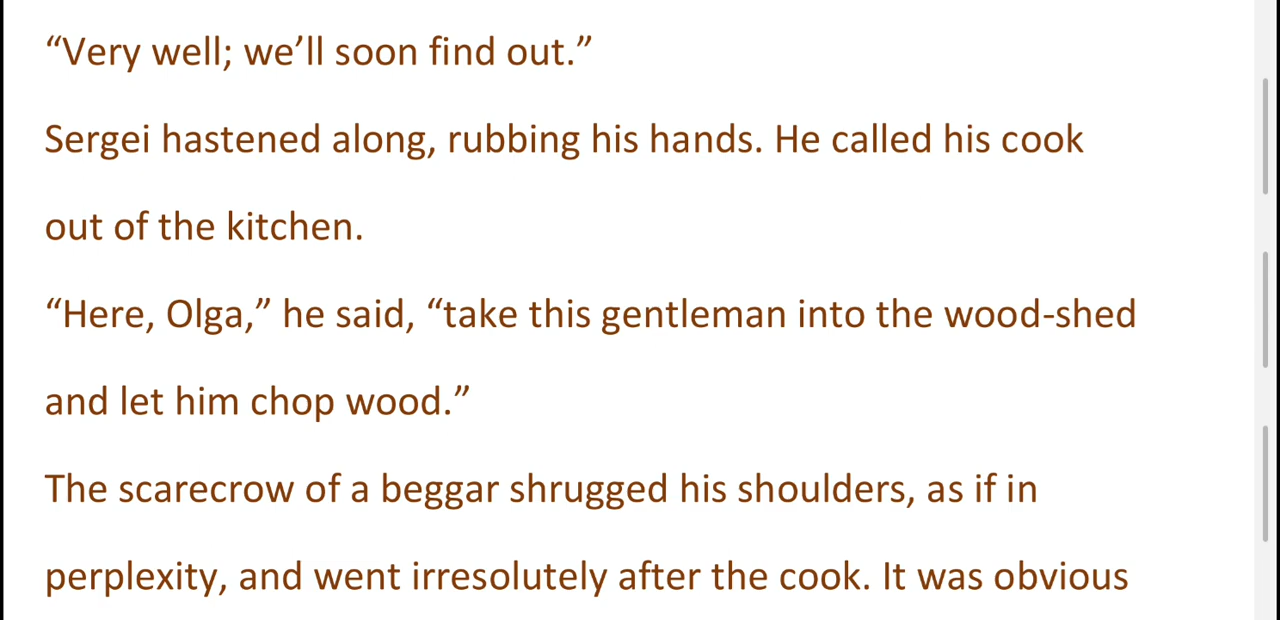 “Very well; we’ll soon find out.”
Sergei hastened along, rubbing his hands. He called his cook
out of the kitchen.
“Here, Olga,” he said, “take this gentleman into the wood-shed
and let him chop wood.”
The scarecrow of a beggar shrugged his shoulders, as if in
perplexity, and went irresolutely after the cook. It was obvious